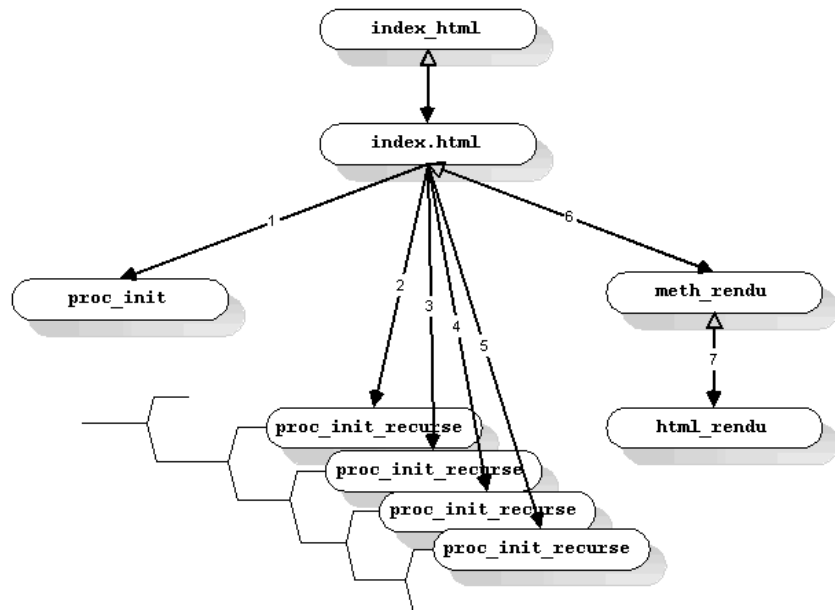 index_html
index.html
1
6
proc_init
2
3
4
5
meth_rendu
7
proc_init_recurse
html_rendu
proc_init_recurse
proc_init_recurse
proc_init_recurse